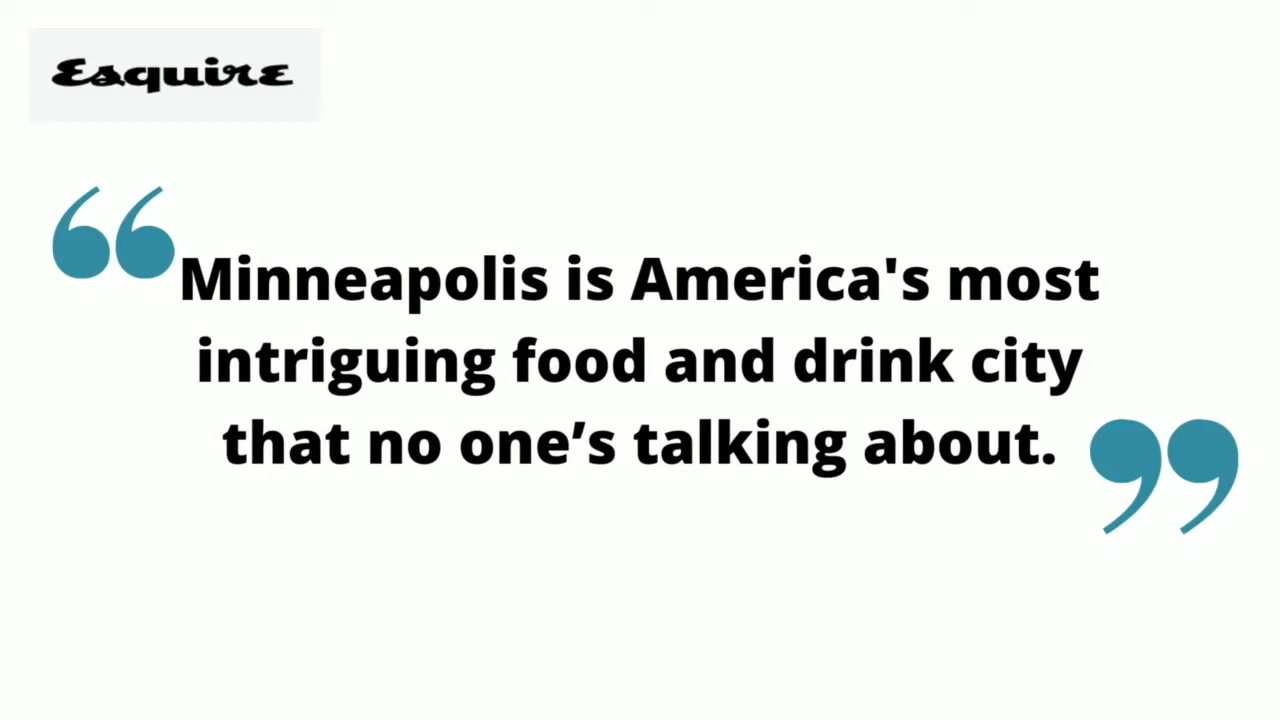 Esquire
“Minneapolis is America's most
intriguing food and drink city
that no one’s talking about.”